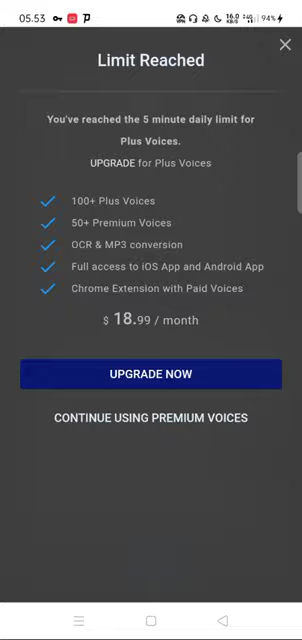 05.53
16.0
KB/S
94%
Limit Reached
You've reached the 5 minute daily limit for
Plus Voices.
UPGRADE for Plus Voices
100+ Plus Voices
50+ Premium Voices
OCR & MP3 conversion
Full access to iOS App and Android App
Chrome Extension with Paid Voices
$ 18.99 / month
UPGRADE NOW
CONTINUE USING PREMIUM VOICES